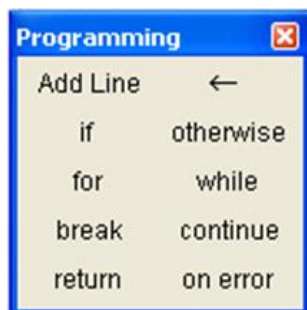 Programming
Add Line ←
if otherwise
for while
break continue
return on error